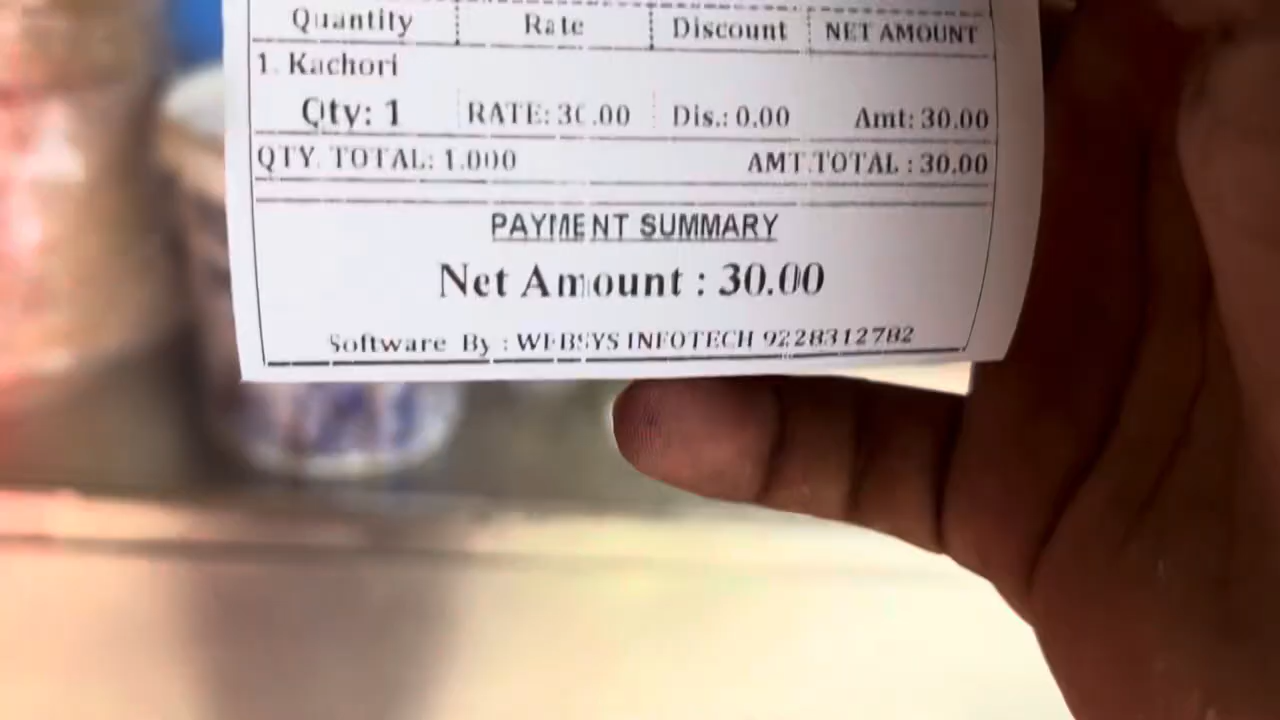 Quantity Rate Discount NET AMOUNT
1. Kachori
Qty: 1 RATE: 30.00 Dis.: 0.00 Amt: 30.00
QTY. TOTAL: 1.000 AMT.TOTAL : 30.00
PAYMENT SUMMARY
Net Amount : 30.00
Software By : WEBSYS INFOTECH 9228312782